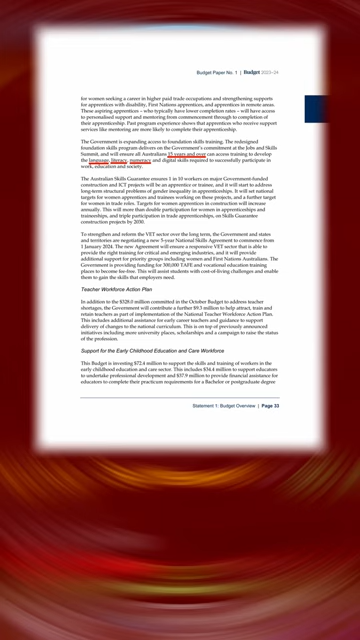 Budget Paper No. 1 | Budget 2023–24
for women seeking a career in higher paid trade occupations and strengthening supports
for apprentices with disability, First Nations apprentices, and apprentices in remote areas.
These aspiring apprentices – who typically have lower completion rates – will have access
to personalised support and mentoring from commencement through to completion of
their apprenticeship. Past program experience shows that apprentices who receive support
services like mentoring are more likely to complete their apprenticeship.
The Government is expanding access to foundation skills training. The redesigned
foundation skills program delivers on the Government's commitment at the Jobs and Skills
Summit, and will ensure all Australians 15 years and over can access training to develop
the language, literacy, numeracy and digital skills required to successfully participate in
work, education and society.
The Australian Skills Guarantee ensures 1 in 10 workers on major Government-funded
construction and ICT projects will be an apprentice or trainee, and it will start to address
long-term structural problems of gender inequality in apprenticeships. It will set national
targets for women apprentices and trainees working on these projects, and a further target
for women in trade roles. Targets for women apprentices in construction will increase
annually. This will more than double participation for women in apprenticeships and
traineeships, and triple participation in trade apprenticeships, on Skills Guarantee
construction projects by 2030.
To strengthen and reform the VET sector over the long term, the Government and states
and territories are negotiating a new 5-year National Skills Agreement to commence from
1 January 2024. The new Agreement will ensure a responsive VET sector that is able to
provide the right training for critical and emerging industries, and it will provide
additional support for priority groups including women and First Nations Australians. The
Government is providing funding for 300,000 TAFE and vocational education training
places to become fee-free. This will assist students with cost-of-living challenges and enable
them to gain the skills that employers need.
Teacher Workforce Action Plan
In addition to the $328.0 million committed in the October Budget to address teacher
shortages, the Government will contribute a further $9.3 million to help attract, train and
retain teachers as part of implementation of the National Teacher Workforce Action Plan.
This includes additional assistance for early career teachers and guidance to support
delivery of changes to the national curriculum. This is on top of previously announced
initiatives including more university places, scholarships and a campaign to raise the status
of the profession.
Support for the Early Childhood Education and Care Workforce
This Budget is investing $72.4 million to support the skills and training of workers in the
early childhood education and care sector. This includes $34.4 million to support educators
to undertake professional development and $37.9 million to provide financial assistance for
educators to complete their practicum requirements for a Bachelor or postgraduate degree
Statement 1: Budget Overview | Page 33